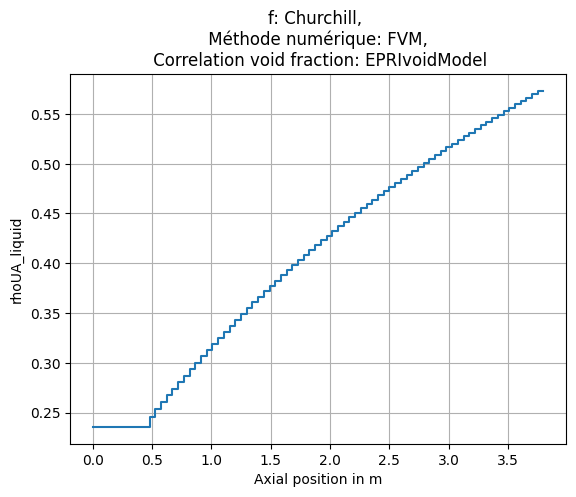 f: Churchill,
Méthode numérique: FVM,
Correlation void fraction: EPRIvoidModel
rhoUA_liquid
0.55
0.50
0.45
0.40
0.35
0.30
0.25
0.0 0.5 1.0 1.5 2.0 2.5 3.0 3.5
Axial position in m